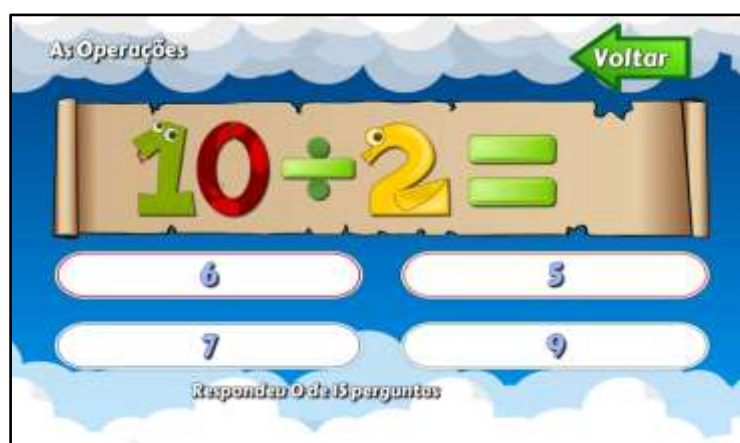 As Operações
Voltar
10÷2=
6
5
7
9
Respondeu 0 de 15 perguntas